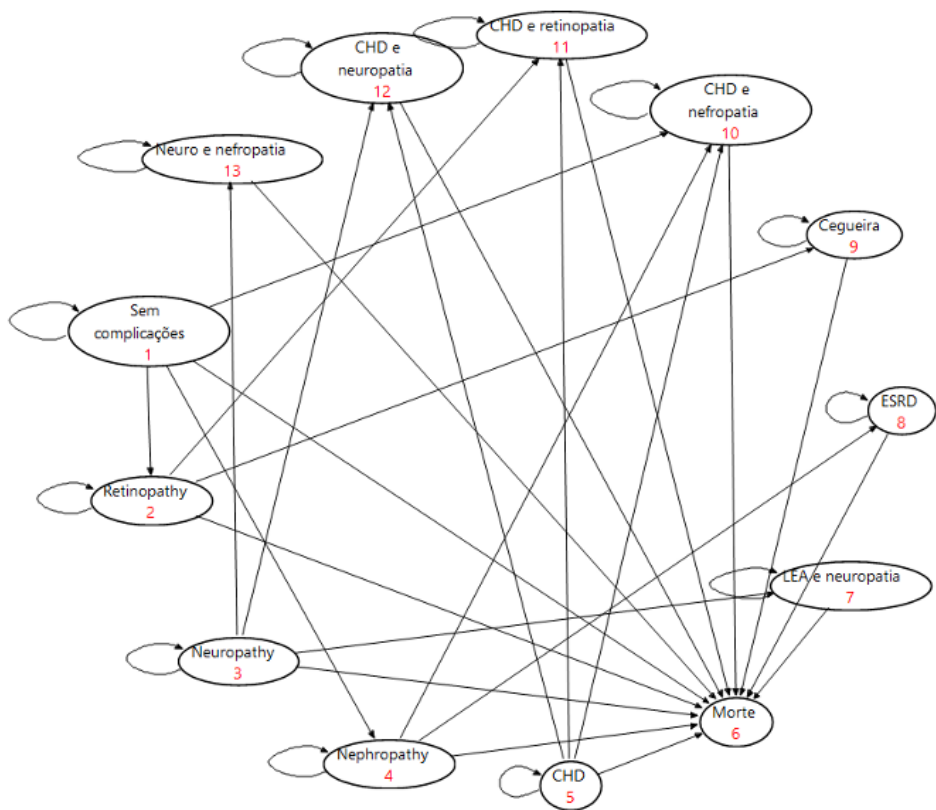 CHD e retinopatia
11
CHD e
neuropatia
12
CHD e
nefropatia
10
Neuro e nefropatia
13
Cegueira
9
Sem
complicações
1
ESRD
8
Retinopathy
2
LEA e neuropatia
7
Neuropathy
3
Morte
6
Nephropathy
4
CHD
5